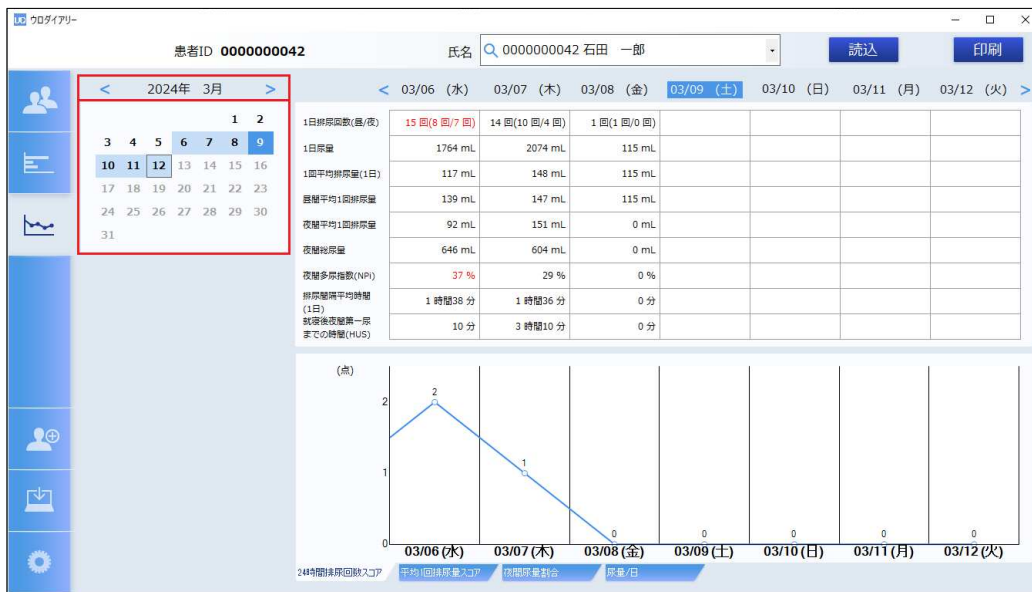 UD ウロダイアリー
患者ID 0000000042 氏名 0000000042 石田 一郎 読込 印刷
< 2024年 3月 >
1 2
3 4 5 6 7 8 9
10 11 12 13 14 15 16
17 18 19 20 21 22 23
24 25 26 27 28 29 30
31
< 03/06 (水) 03/07 (木) 03/08 (金) 03/09 (土) 03/10 (日) 03/11 (月) 03/12 (火) >
1日排尿回数(昼/夜) 15 回(8 回/7 回) 14 回(10 回/4 回) 1 回(1 回/0 回)
1日尿量 1764 mL 2074 mL 115 mL
1回平均排尿量(1日) 117 mL 148 mL 115 mL
昼間平均1回排尿量 139 mL 147 mL 115 mL
夜間平均1回排尿量 92 mL 151 mL 0 mL
夜間総尿量 646 mL 604 mL 0 mL
夜間多尿指数(NPi) 37 % 29 % 0 %
排尿間隔平均時間
(1日) 1 時間38 分 1 時間36 分 0 分
就寝後夜間第一尿
までの時間(HUS) 10 分 3 時間10 分 0 分
(点)
2
2
1
1
0 0 0 0 0
0
03/06(水) 03/07(木) 03/08(金) 03/09(土) 03/10(日) 03/11(月) 03/12(火)
24時間排尿回数スコア 平均1回排尿量スコア 夜間尿量割合 尿量/日